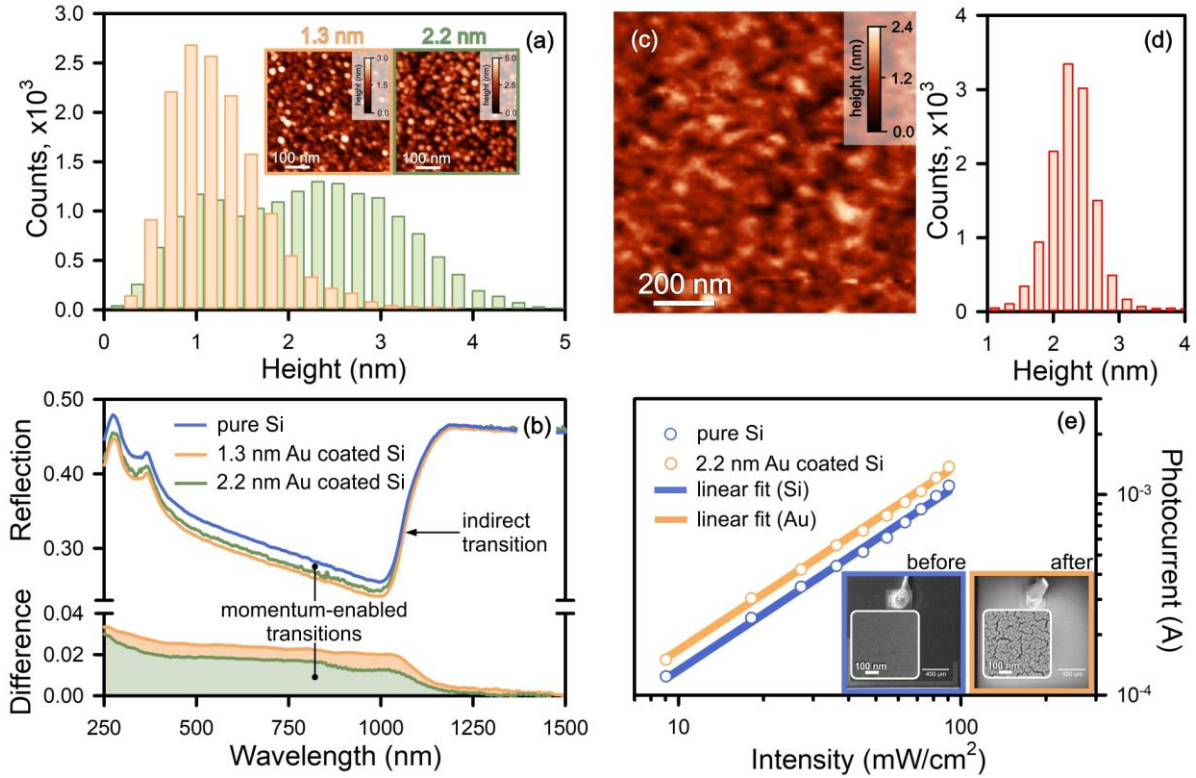 (a)
3.0
2.5
2.0
1.5
1.0
0.5
0.0
Counts, x10³
0 1 2 3 4 5
Height (nm)
1.3 nm
2.2 nm
height (nm)
3.0
1.5
0.0
100 nm
height (nm)
3.0
1.5
0.0
100 nm
(c)
height (nm)
2.4
1.2
0.0
200 nm
(d)
4
3
2
1
0
Counts, x10³
1 2 3 4
Height (nm)
(b)
0.50
0.40
0.30
Reflection
pure Si
1.3 nm Au coated Si
2.2 nm Au coated Si
indirect
transition
momentum-enabled
transitions
0.04
0.02
0.00
Difference
250 500 750 1000 1250 1500
Wavelength (nm)
(e)
pure Si
2.2 nm Au coated Si
linear fit (Si)
linear fit (Au)
before
after
100 nm
400 µm
100 nm
400 µm
10⁻³
10⁻⁴
Photocurrent (A)
10 100
Intensity (mW/cm²)